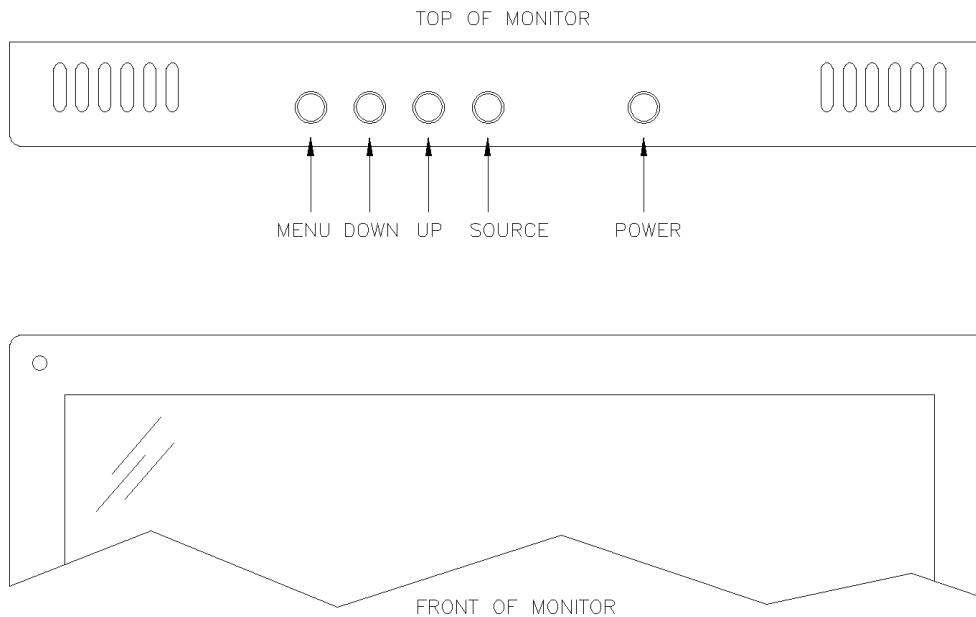 TOP OF MONITOR
MENU DOWN UP SOURCE POWER
FRONT OF MONITOR